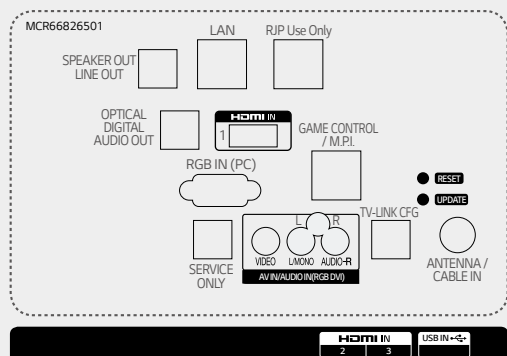 MCR66826501
LAN
RJP Use Only
SPEAKER OUT
LINE OUT
OPTICAL
DIGITAL
AUDIO OUT
HDMI IN
1
GAME CONTROL
/ M.P.I.
RGB IN (PC)
RESET
UPDATE
TV-LINK CFG
L R
VIDEO L/MONO AUDIO-R
AV IN/AUDIO IN(RGB DVI)
SERVICE
ONLY
ANTENNA /
CABLE IN
HDMI IN
2 3
USB IN